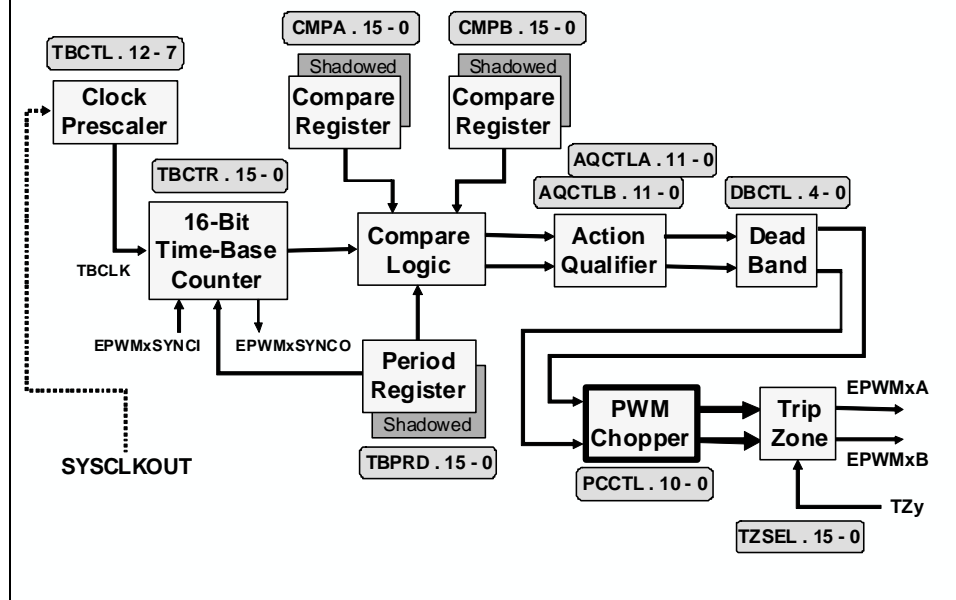 CMPA . 15 - 0
CMPB . 15 - 0
TBCTL . 12 - 7
Shadowed
Shadowed
Clock
Prescaler
Compare
Register
Compare
Register
AQCTLA . 11 - 0
TBCTR . 15 - 0
AQCTLB . 11 - 0
DBCTL . 4 - 0
16-Bit
Time-Base
Counter
Compare
Logic
Action
Qualifier
Dead
Band
TBCLK
EPWMxSYNCI
EPWMxSYNCO
Period
Register
Shadowed
EPWMxA
PWM
Chopper
Trip
Zone
EPWMxB
SYSCLKOUT
TBPRD . 15 - 0
PCCTL . 10 - 0
TZy
TZSEL . 15 - 0